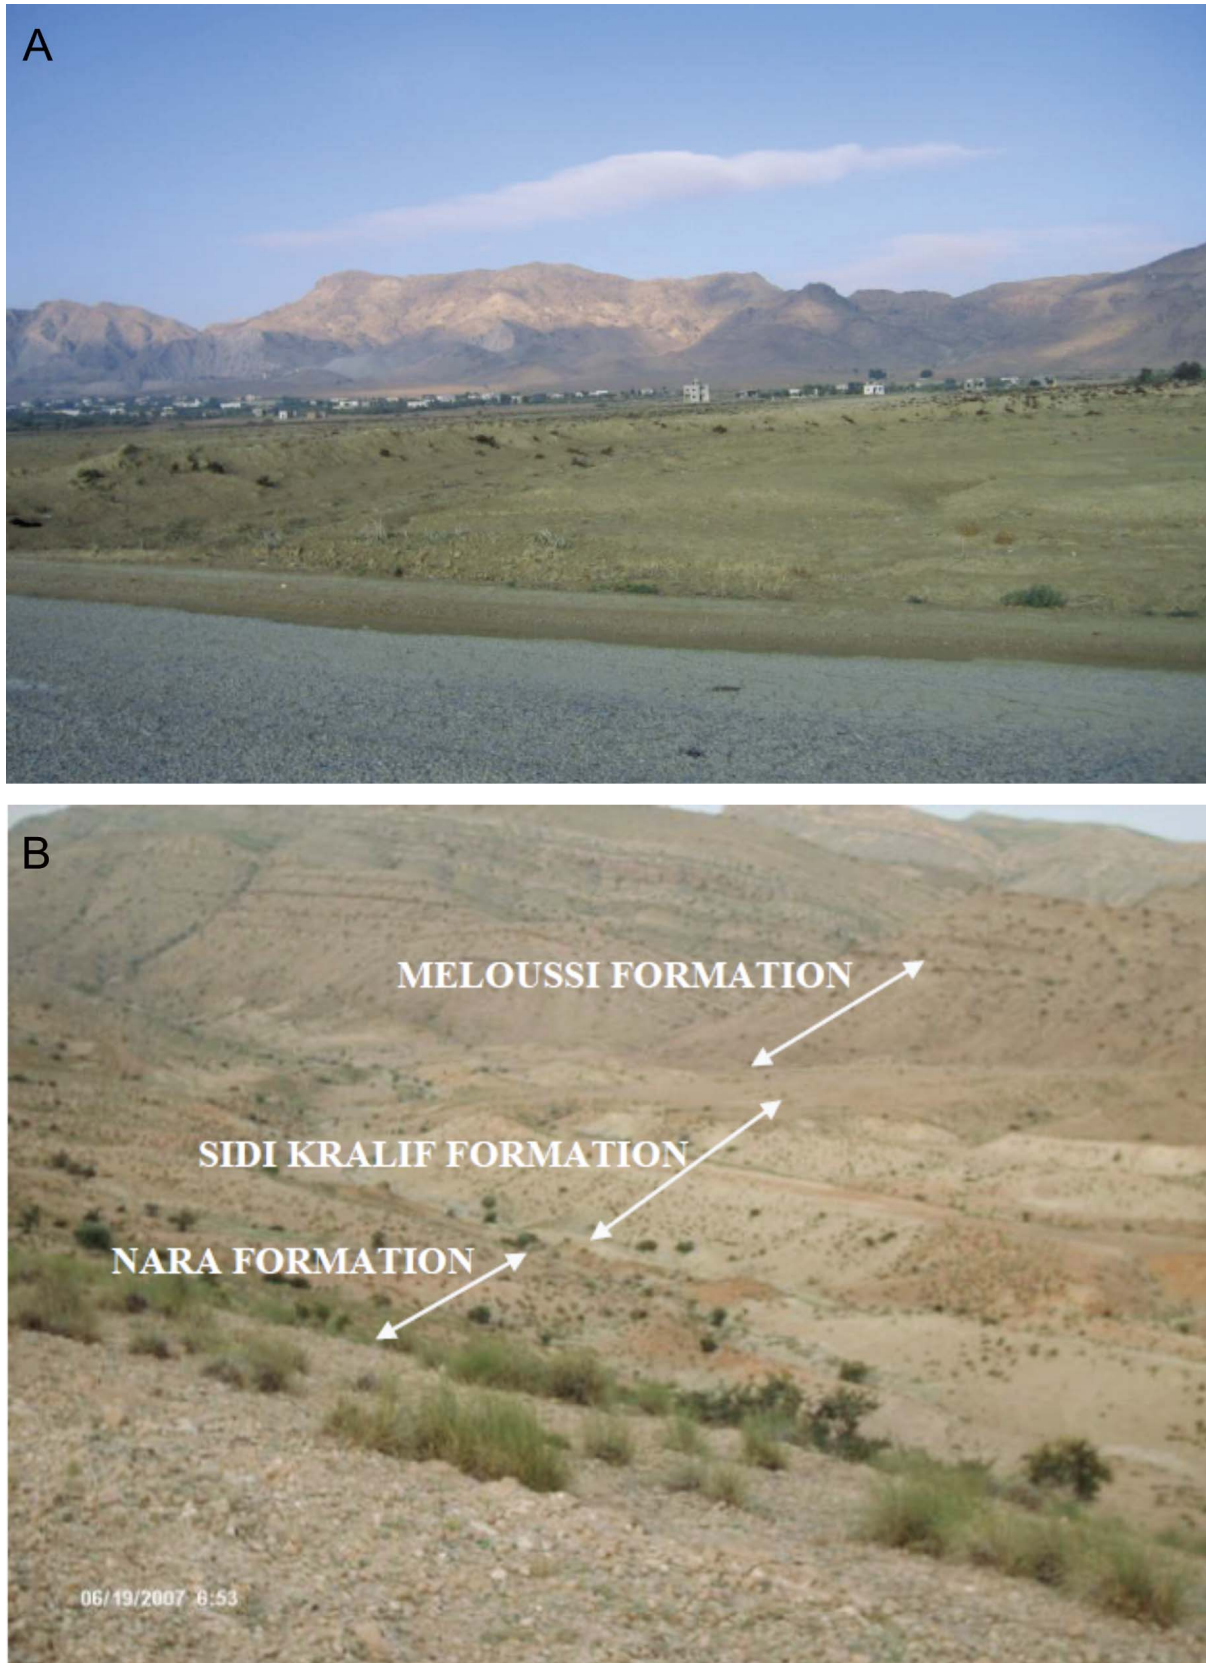 A
B
MELOUSSI FORMATION
SIDI KRALIF FORMATION
NARA FORMATION
06/19/2007 6:53